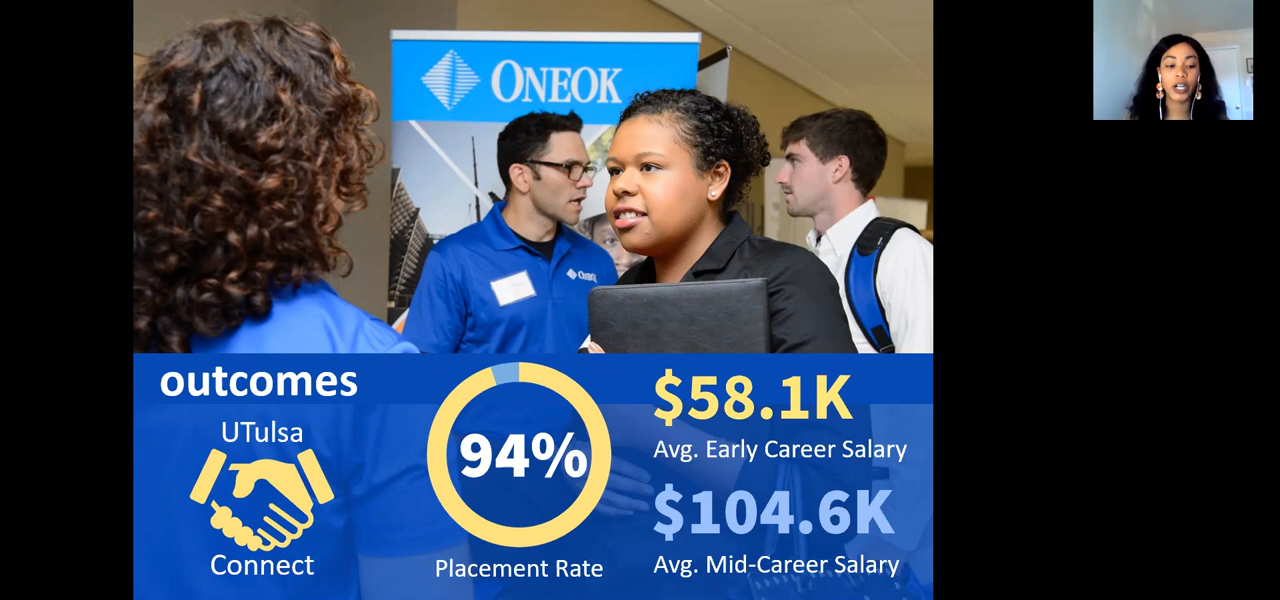 ONEOK
outcomes
UTulsa
Connect
94%
Placement Rate
$58.1K
Avg. Early Career Salary
$104.6K
Avg. Mid-Career Salary